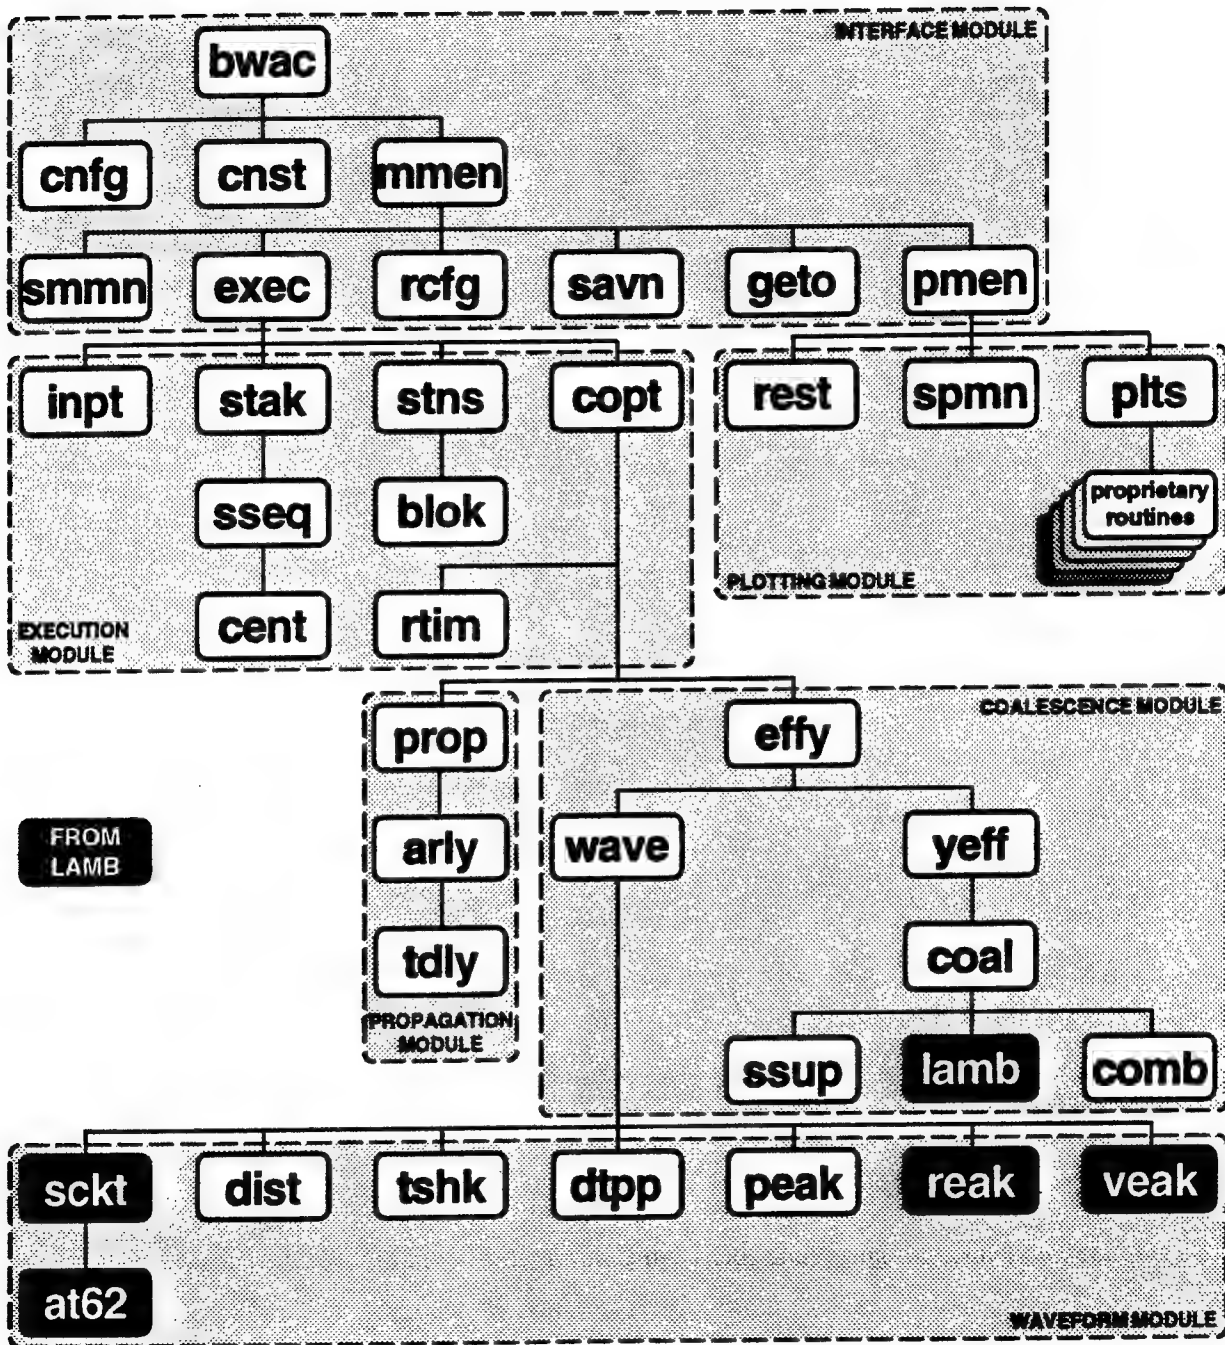 INTERFACE MODULE
bwac
cnfg
cnst
mmen
smmn
exec
rcfg
savn
geto
pmen
inpt
stak
stns
copt
rest
spmn
plts
sseq
blok
proprietary
routines
PLOTTING MODULE
cent
rtim
EXECUTION
MODULE
prop
effy
COALESCENCE MODULE
FROM
LAMB
arly
wave
yeff
tdly
coal
PROPAGATION
MODULE
ssup
lamb
comb
sckt
dist
tshk
dtpp
peak
reak
veak
at62
WAVEFORM MODULE